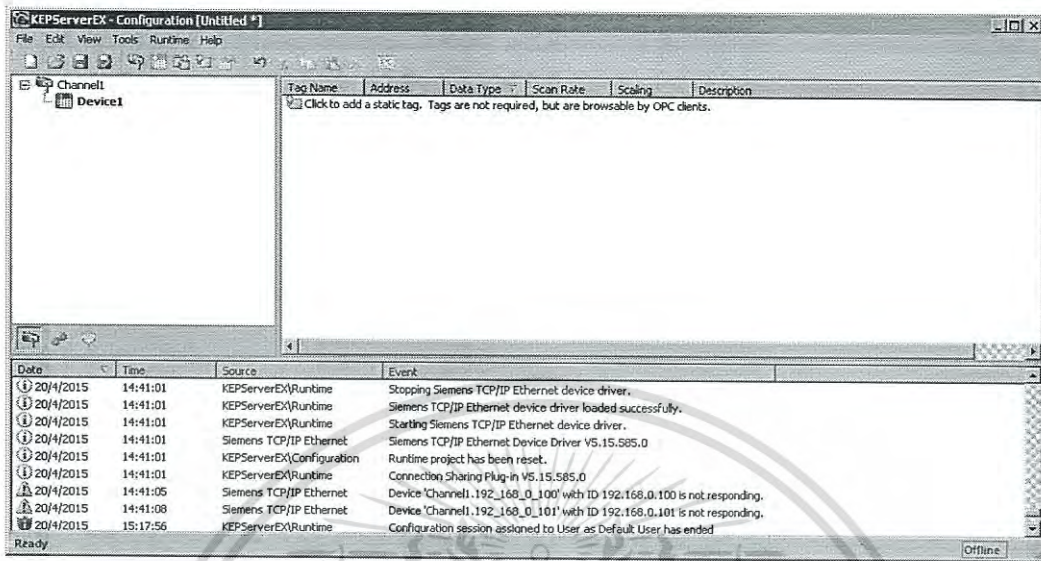 KEPServerEX - Configuration [Untitled *]
File Edit View Tools Runtime Help
Channel1
Device1
Tag Name Address Data Type Scan Rate Scaling Description
Click to add a static tag. Tags are not required, but are browsable by OPC clients.
Date Time Source Event
20/4/2015 14:41:01 KEPServerEX\Runtime Stopping Siemens TCP/IP Ethernet device driver.
20/4/2015 14:41:01 KEPServerEX\Runtime Siemens TCP/IP Ethernet device driver loaded successfully.
20/4/2015 14:41:01 KEPServerEX\Runtime Starting Siemens TCP/IP Ethernet device driver.
20/4/2015 14:41:01 Siemens TCP/IP Ethernet Siemens TCP/IP Ethernet Device Driver V5.15.585.0
20/4/2015 14:41:01 KEPServerEX\Configuration Runtime project has been reset.
20/4/2015 14:41:01 KEPServerEX\Runtime Connection Sharing Plug-in V5.15.585.0
20/4/2015 14:41:05 Siemens TCP/IP Ethernet Device 'Channel1.192_168_0_100' with ID 192.168.0.100 is not responding.
20/4/2015 14:41:08 Siemens TCP/IP Ethernet Device 'Channel1.192_168_0_101' with ID 192.168.0.101 is not responding.
20/4/2015 15:17:56 KEPServerEX\Runtime Configuration session assigned to User as Default User has ended
Ready Offline